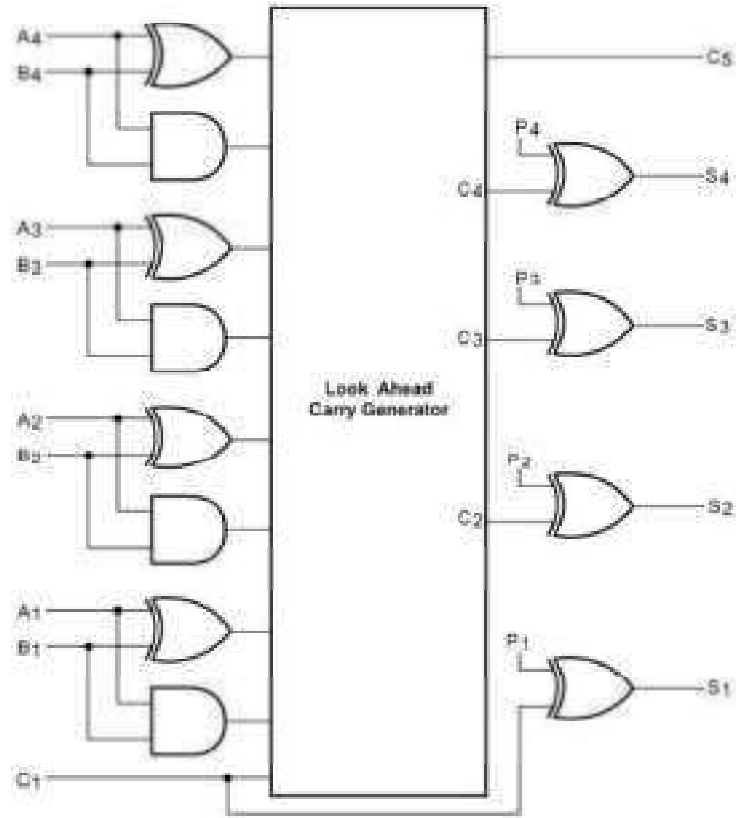 A4
B4
A3
B3
A2
B2
A1
B1
C1
Look Ahead
Carry Generator
C4
C3
C2
P4
P3
P2
P1
C5
S4
S3
S2
S1